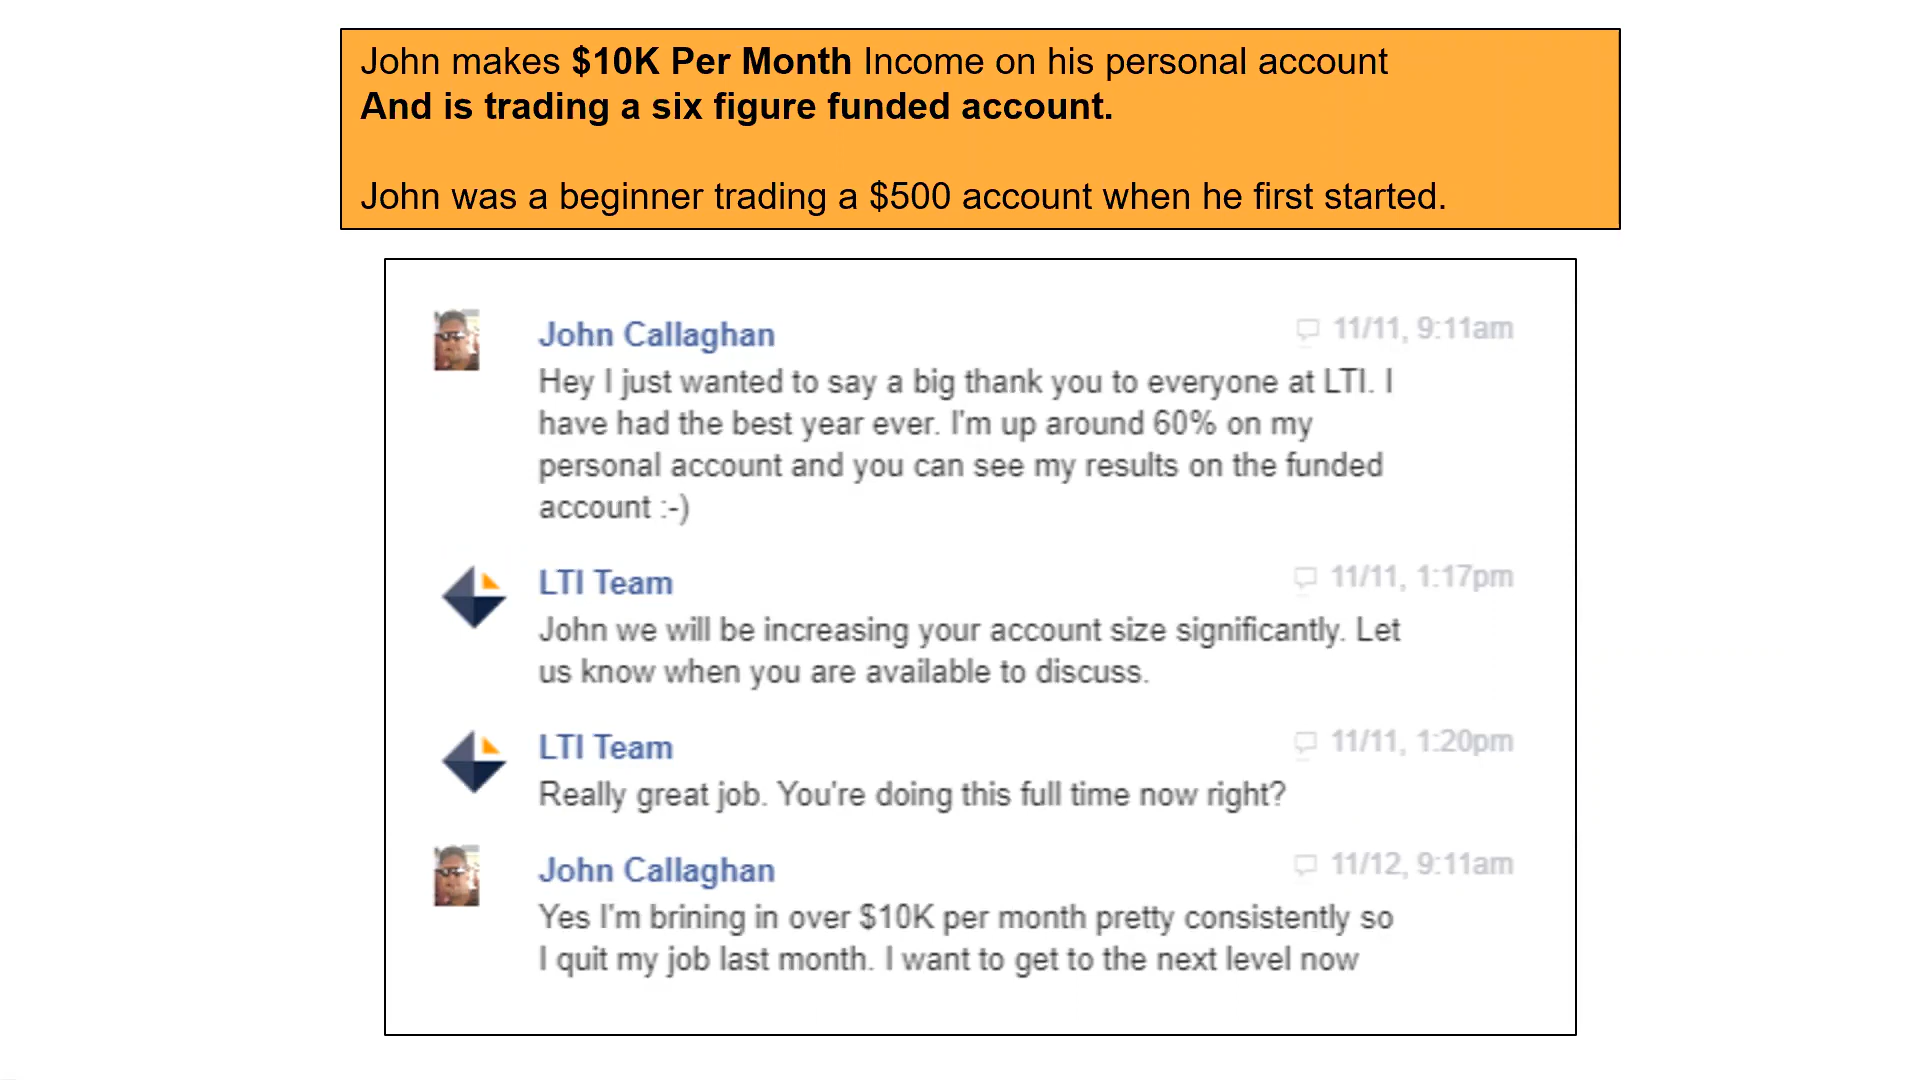 John makes $10K Per Month Income on his personal account
And is trading a six figure funded account.
John was a beginner trading a $500 account when he first started.
John Callaghan 11/11, 9:11am
Hey I just wanted to say a big thank you to everyone at LTI. I
have had the best year ever. I'm up around 60% on my
personal account and you can see my results on the funded
account :-)
LTI Team 11/11, 1:17pm
John we will be increasing your account size significantly. Let
us know when you are available to discuss.
LTI Team 11/11, 1:20pm
Really great job. You're doing this full time now right?
John Callaghan 11/12, 9:11am
Yes I'm brining in over $10K per month pretty consistently so
I quit my job last month. I want to get to the next level now